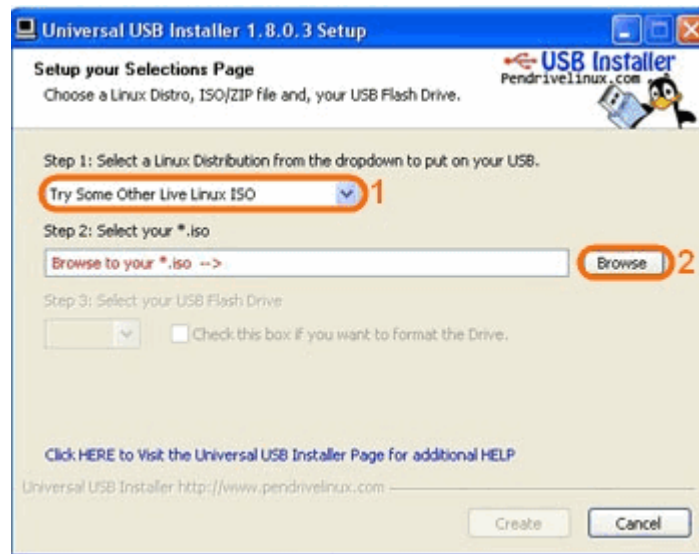 Universal USB Installer 1.8.0.3 Setup
Setup your Selections Page
Choose a Linux Distro, ISO/ZIP file and, your USB Flash Drive.
USB Installer
Pendrivelinux.com
Step 1: Select a Linux Distribution from the dropdown to put on your USB.
Try Some Other Live Linux ISO
1
Step 2: Select your *.iso
Browse to your *.iso -->
Browse
2
Step 3: Select your USB Flash Drive
Check this box if you want to format the Drive.
Click HERE to Visit the Universal USB Installer Page for additional HELP
Universal USB Installer http://www.pendrivelinux.com
Create
Cancel